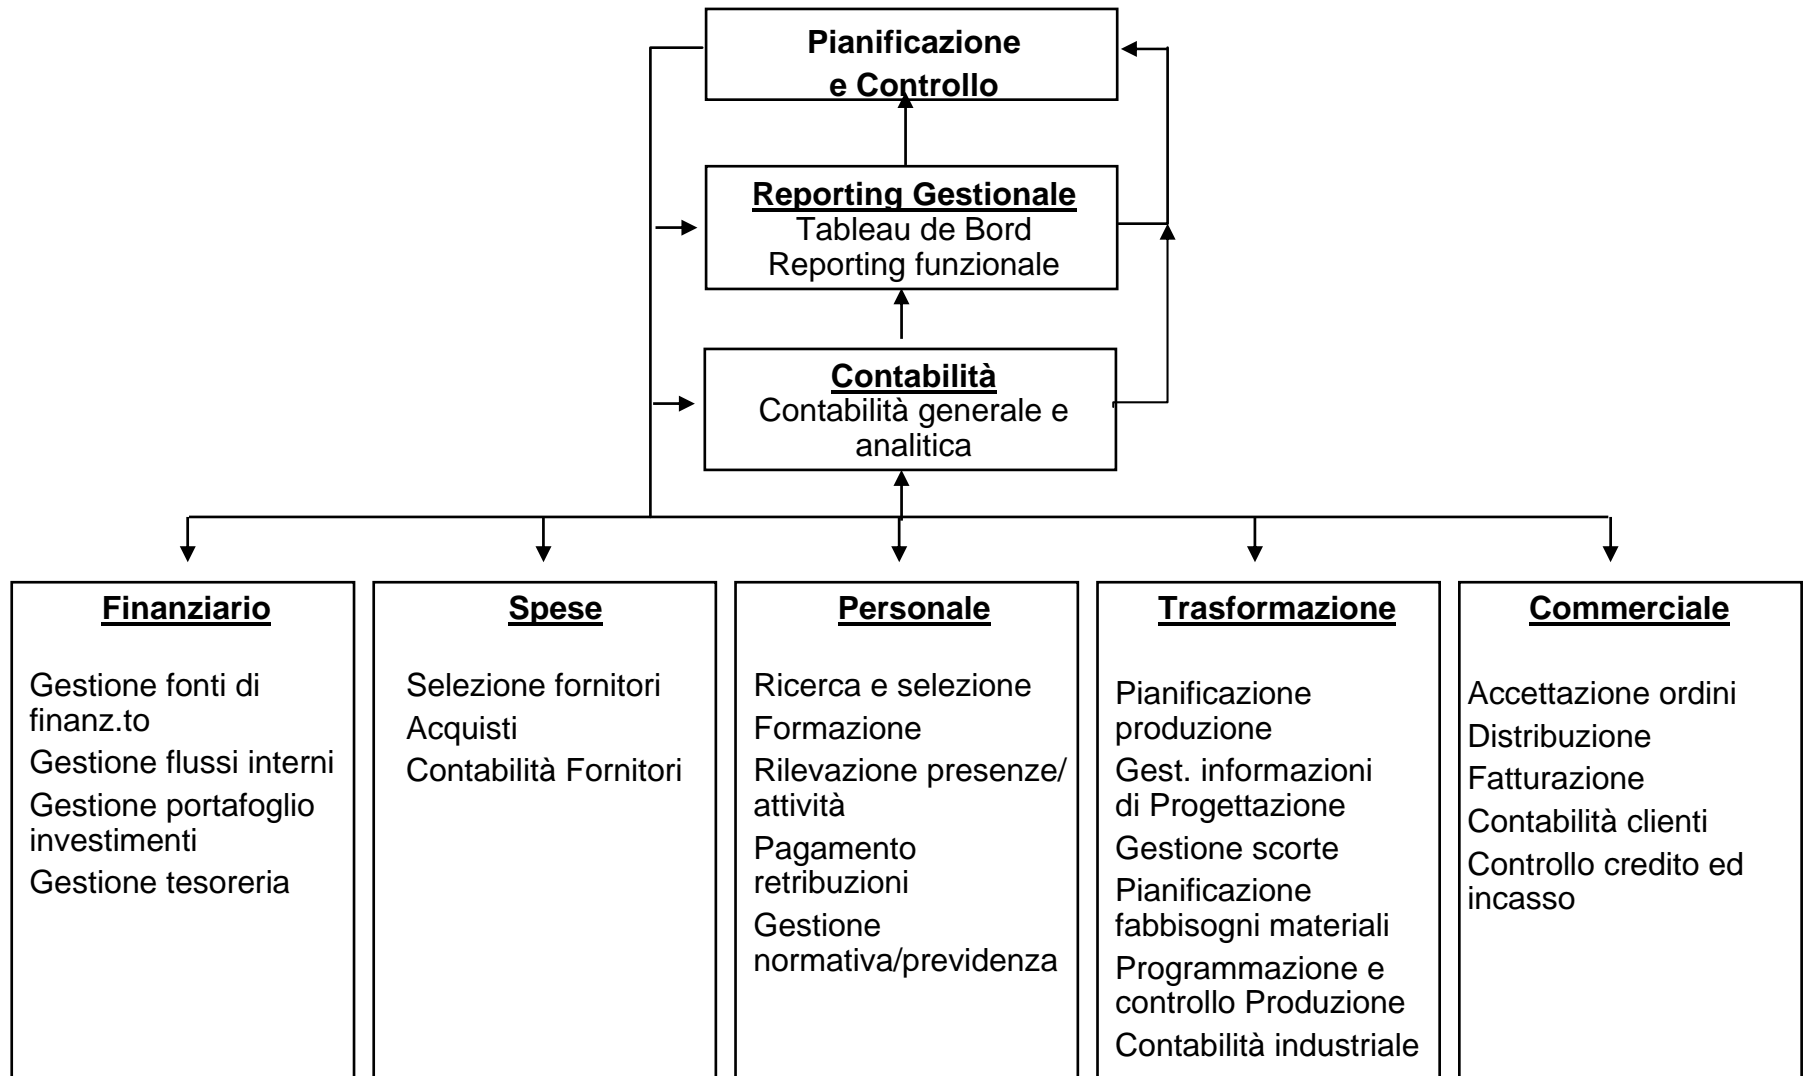 Pianificazione
e Controllo
Reporting Gestionale
Tableau de Bord
Reporting funzionale
Contabilità
Contabilità generale e
analitica
Finanziario
Gestione fonti di
finanz.to
Gestione flussi interni
Gestione portafoglio
investimenti
Gestione tesoreria
Spese
Selezione fornitori
Acquisti
Contabilità Fornitori
Personale
Ricerca e selezione
Formazione
Rilevazione presenze/
attività
Pagamento
retribuzioni
Gestione
normativa/previdenza
Trasformazione
Pianificazione
produzione
Gest. informazioni
di Progettazione
Gestione scorte
Pianificazione
fabbisogni materiali
Programmazione e
controllo Produzione
Contabilità industriale
Commerciale
Accettazione ordini
Distribuzione
Fatturazione
Contabilità clienti
Controllo credito ed
incasso